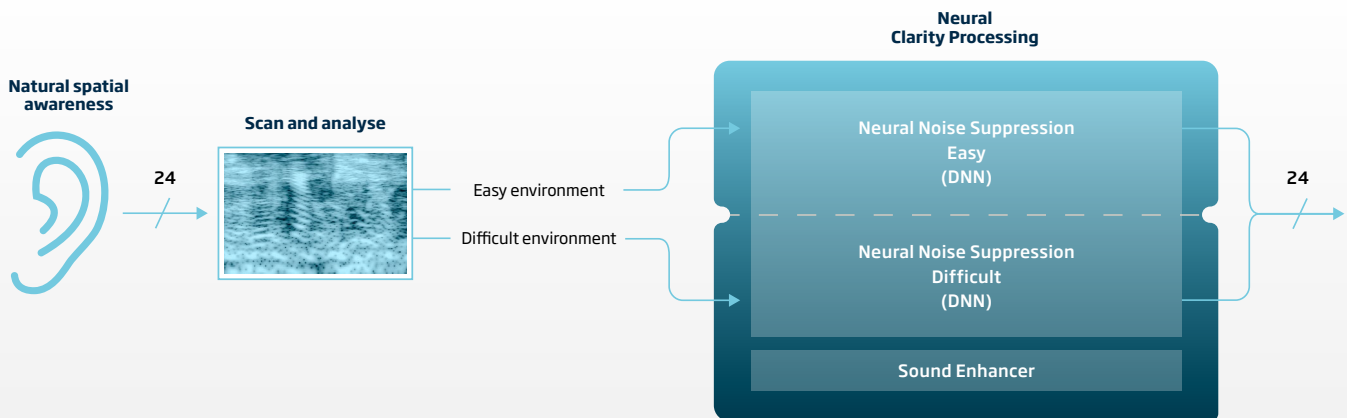 Natural spatial
awareness
24
Scan and analyse
Easy environment
Difficult environment
Neural
Clarity Processing
Neural Noise Suppression
Easy
(DNN)
Neural Noise Suppression
Difficult
(DNN)
Sound Enhancer
24